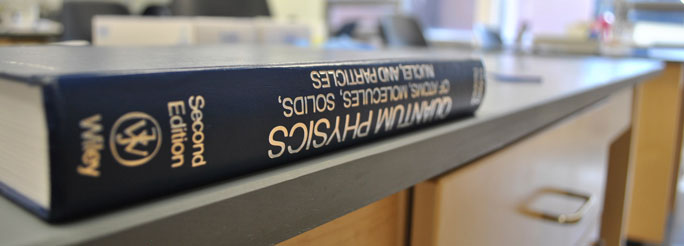 QUANTUM PHYSICS
OF ATOMS, MOLECULES, SOLIDS,
NUCLEI, AND PARTICLES
Second
Edition
Wiley